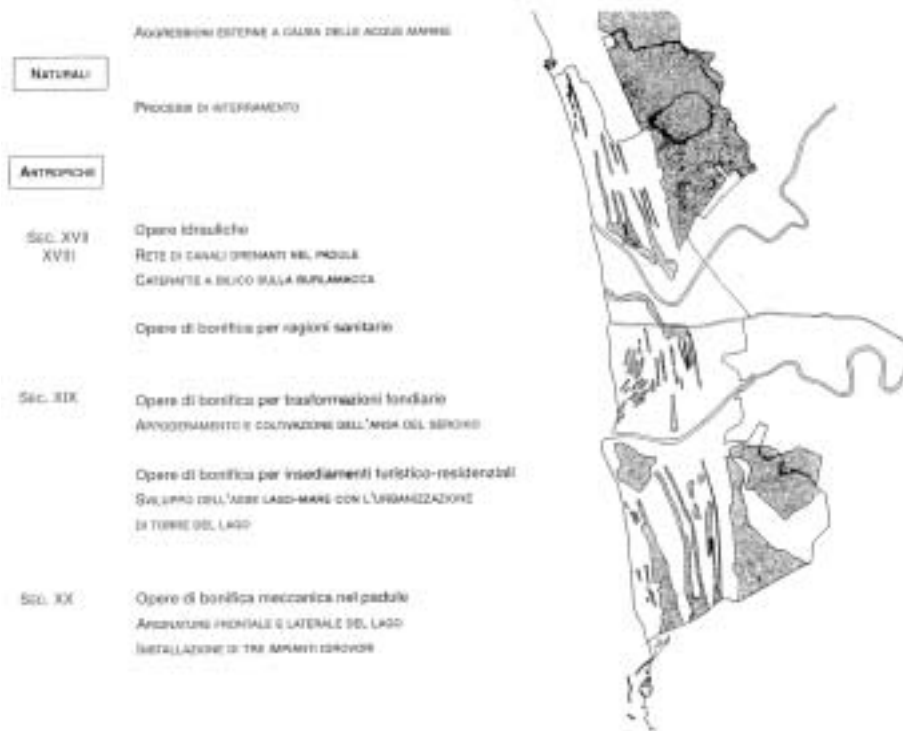 AGGRESSIONI ESTERNE A CAUSA DELLE ACQUE MARINE
NATURALI
PROCESSI DI INTERRAMENTO
ANTROPICHE
SEC. XVII
XVIII
Opere idrauliche
RETE DI CANALI DRENANTI NEL PADULE
CATERATTE A BILICO SULLA BURLAMACCA
Opere di bonifica per ragioni sanitarie
SEC. XIX
Opere di bonifica per trasformazioni fondiarie
APPODERAMENTO E COLTIVAZIONE DELL'ANSA DEL SERCHIO
Opere di bonifica per insediamenti turistico-residenziali
SVILUPPO DELL'ASSE LAGO-MARE CON L'URBANIZZAZIONE
DI TORRE DEL LAGO
SEC. XX
Opere di bonifica meccanica nel padule
ARGINATURE FRONTALE E LATERALE DEL LAGO
INSTALLAZIONE DI TRE IMPIANTI IDROVORI